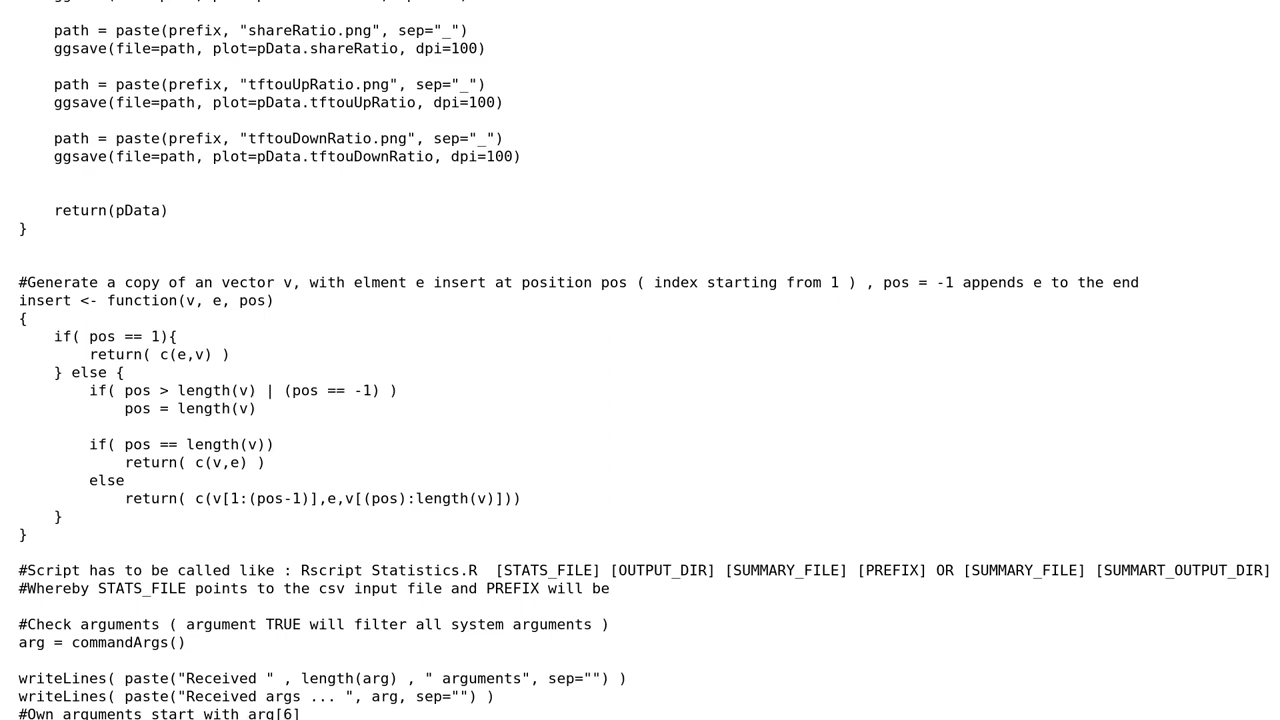 path = paste(prefix, "shareRatio.png", sep="_")
ggsave(file=path, plot=pData.shareRatio, dpi=100)
path = paste(prefix, "tftouUpRatio.png", sep="_")
ggsave(file=path, plot=pData.tftouUpRatio, dpi=100)
path = paste(prefix, "tftouDownRatio.png", sep="_")
ggsave(file=path, plot=pData.tftouDownRatio, dpi=100)
return(pData)
}
#Generate a copy of an vector v, with elment e insert at position pos ( index starting from 1 ) , pos = -1 appends e to the end
insert <- function(v, e, pos)
{
if( pos == 1){
return( c(e,v) )
} else {
if( pos > length(v) | (pos == -1) )
pos = length(v)
if( pos == length(v))
return( c(v,e) )
else
return( c(v[1:(pos-1)],e,v[(pos):length(v)]))
}
}
#Script has to be called like : Rscript Statistics.R  [STATS_FILE] [OUTPUT_DIR] [SUMMARY_FILE] [PREFIX] OR [SUMMARY_FILE] [SUMMART_OUTPUT_DIR]
#Whereby STATS_FILE points to the csv input file and PREFIX will be
#Check arguments ( argument TRUE will filter all system arguments )
arg = commandArgs()
writeLines( paste("Received " , length(arg) , " arguments", sep="") )
writeLines( paste("Received args ... ", arg, sep="") )
#Own arguments start with arg[6]